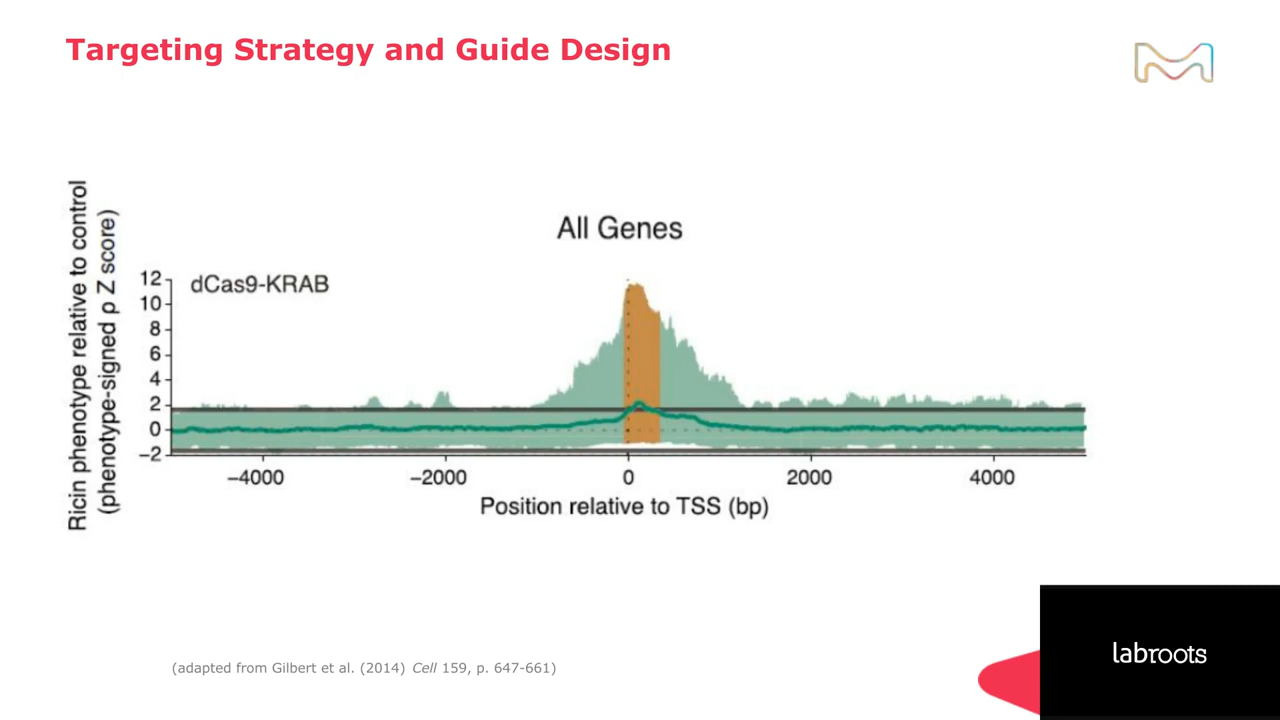 Targeting Strategy and Guide Design
All Genes
Ricin phenotype relative to control
(phenotype-signed ρ Z score)
dCas9-KRAB
12
10
8
6
4
2
0
−2
−4000 −2000 0 2000 4000
Position relative to TSS (bp)
(adapted from Gilbert et al. (2014) Cell 159, p. 647-661)
labroots